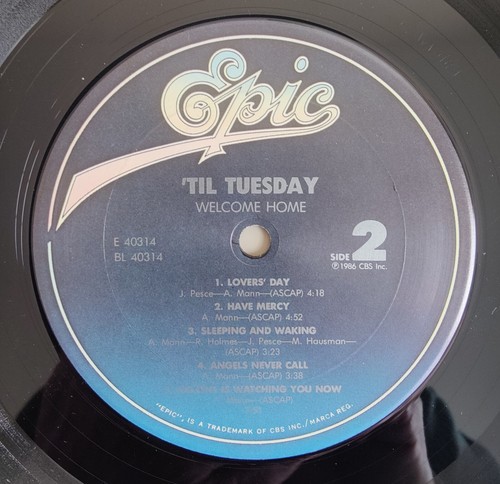 Epic
'TIL TUESDAY
WELCOME HOME
E 40314
BL 40314
SIDE 2
℗ 1986 CBS Inc.
1. LOVERS' DAY
J. Pesce—A. Mann—(ASCAP) 4:18
2. HAVE MERCY
A. Mann—(ASCAP) 4:52
3. SLEEPING AND WAKING
A. Mann—R. Holmes—J. Pesce—M. Hausman—
(ASCAP) 3:23
4. ANGELS NEVER CALL
A. Mann—(ASCAP) 3:38
WATCHING YOU NOW
(ASCAP)
"EPIC", IS A TRADEMARK OF CBS INC./MARCA REG.